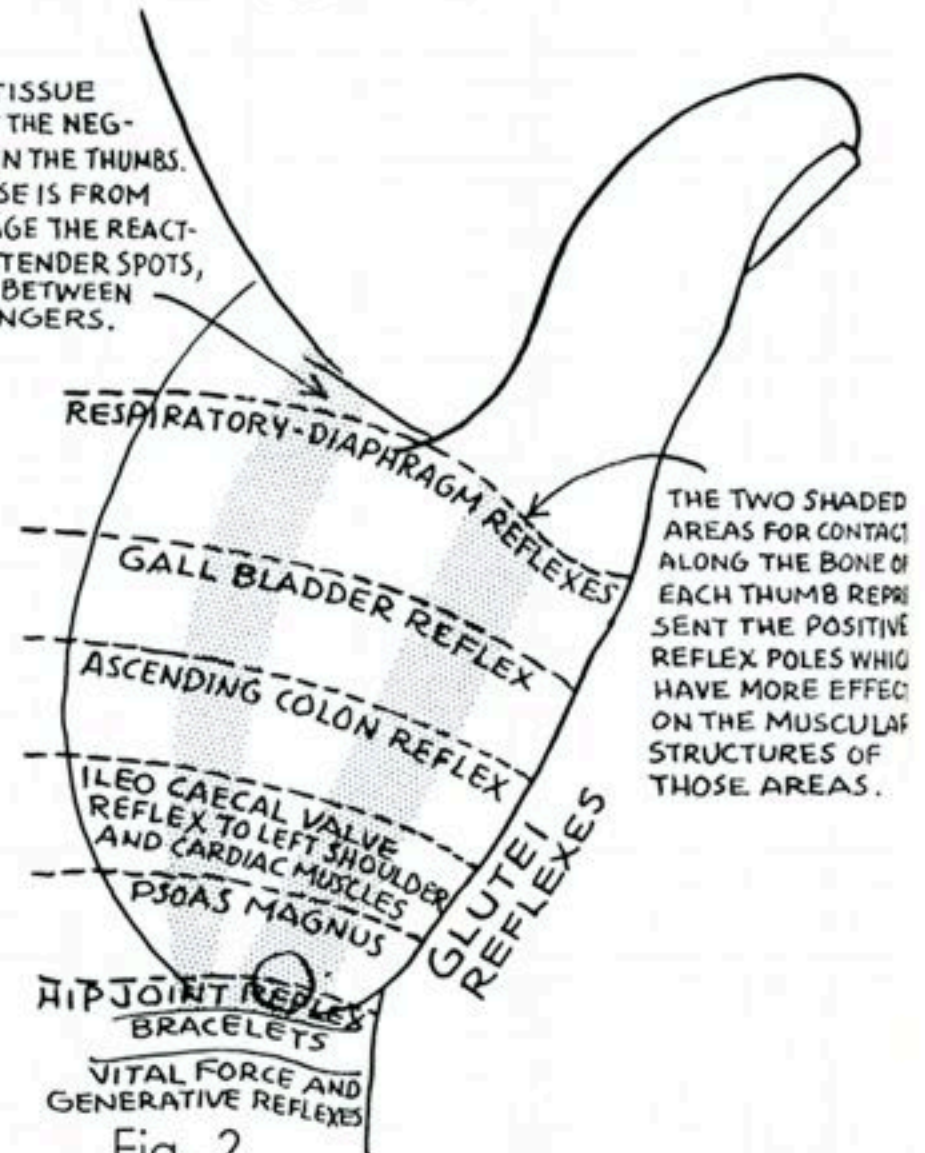 TISSUE
THE NEG-
N THE THUMBS.
SE IS FROM
GE THE REACT-
TENDER SPOTS,
BETWEEN
NGERS.
RESPIRATORY-DIAPHRAGM REFLEXES
GALL BLADDER REFLEX
ASCENDING COLON REFLEX
ILEO CAECAL VALVE
REFLEX TO LEFT SHOULDER
AND CARDIAC MUSCLES
PSOAS MAGNUS
HIP JOINT REFLEX
BRACELETS
VITAL FORCE AND
GENERATIVE REFLEXES
Fig. 2
GLUTEI
REFLEXES
THE TWO SHADED
AREAS FOR CONTACT
ALONG THE BONE OF
EACH THUMB REPRE
SENT THE POSITIVE
REFLEX POLES WHIC
HAVE MORE EFFECT
ON THE MUSCULAR
STRUCTURES OF
THOSE AREAS.